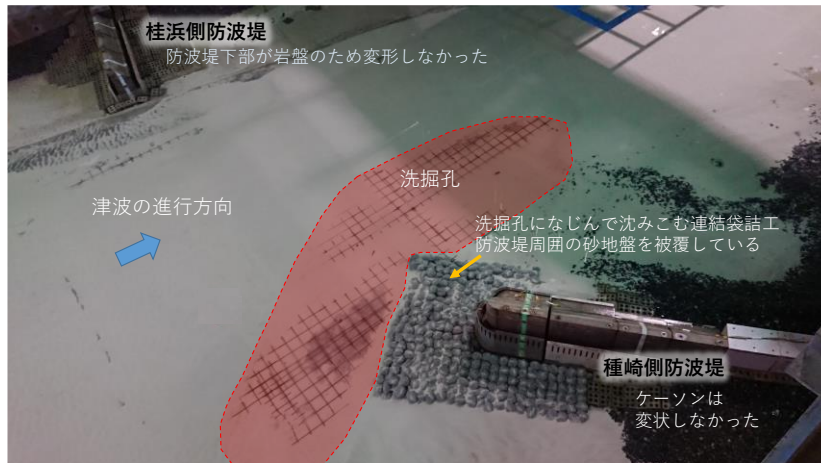 桂浜側防波堤
防波堤下部が岩盤のため変形しなかった
洗掘孔
津波の進行方向
洗掘孔になじんで沈みこむ連結袋詰工
防波堤周囲の砂地盤を被覆している
種崎側防波堤
ケーソンは
変状しなかった